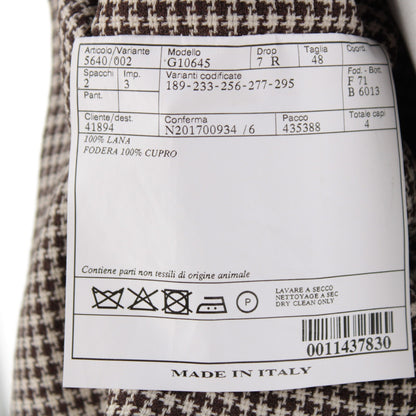 Articolo/Variante Modello Drop Taglia Coord.
5640/002 G10645 7 R 48
Spacchi Imp. Varianti codificate Fod. - Bott.
2 3 189-233-256-277-295 F 71
Pant. B 6013
Cliente/dest. Conferma Pacco Totale capi
41894 N201700934 /6 435388 4
100% LANA
FODERA 100% CUPRO
Contiene parti non tessili di origine animale
P
LAVARE A SECCO
NETTOYAGE A SEC
DRY CLEAN ONLY
0011437830
MADE IN ITALY